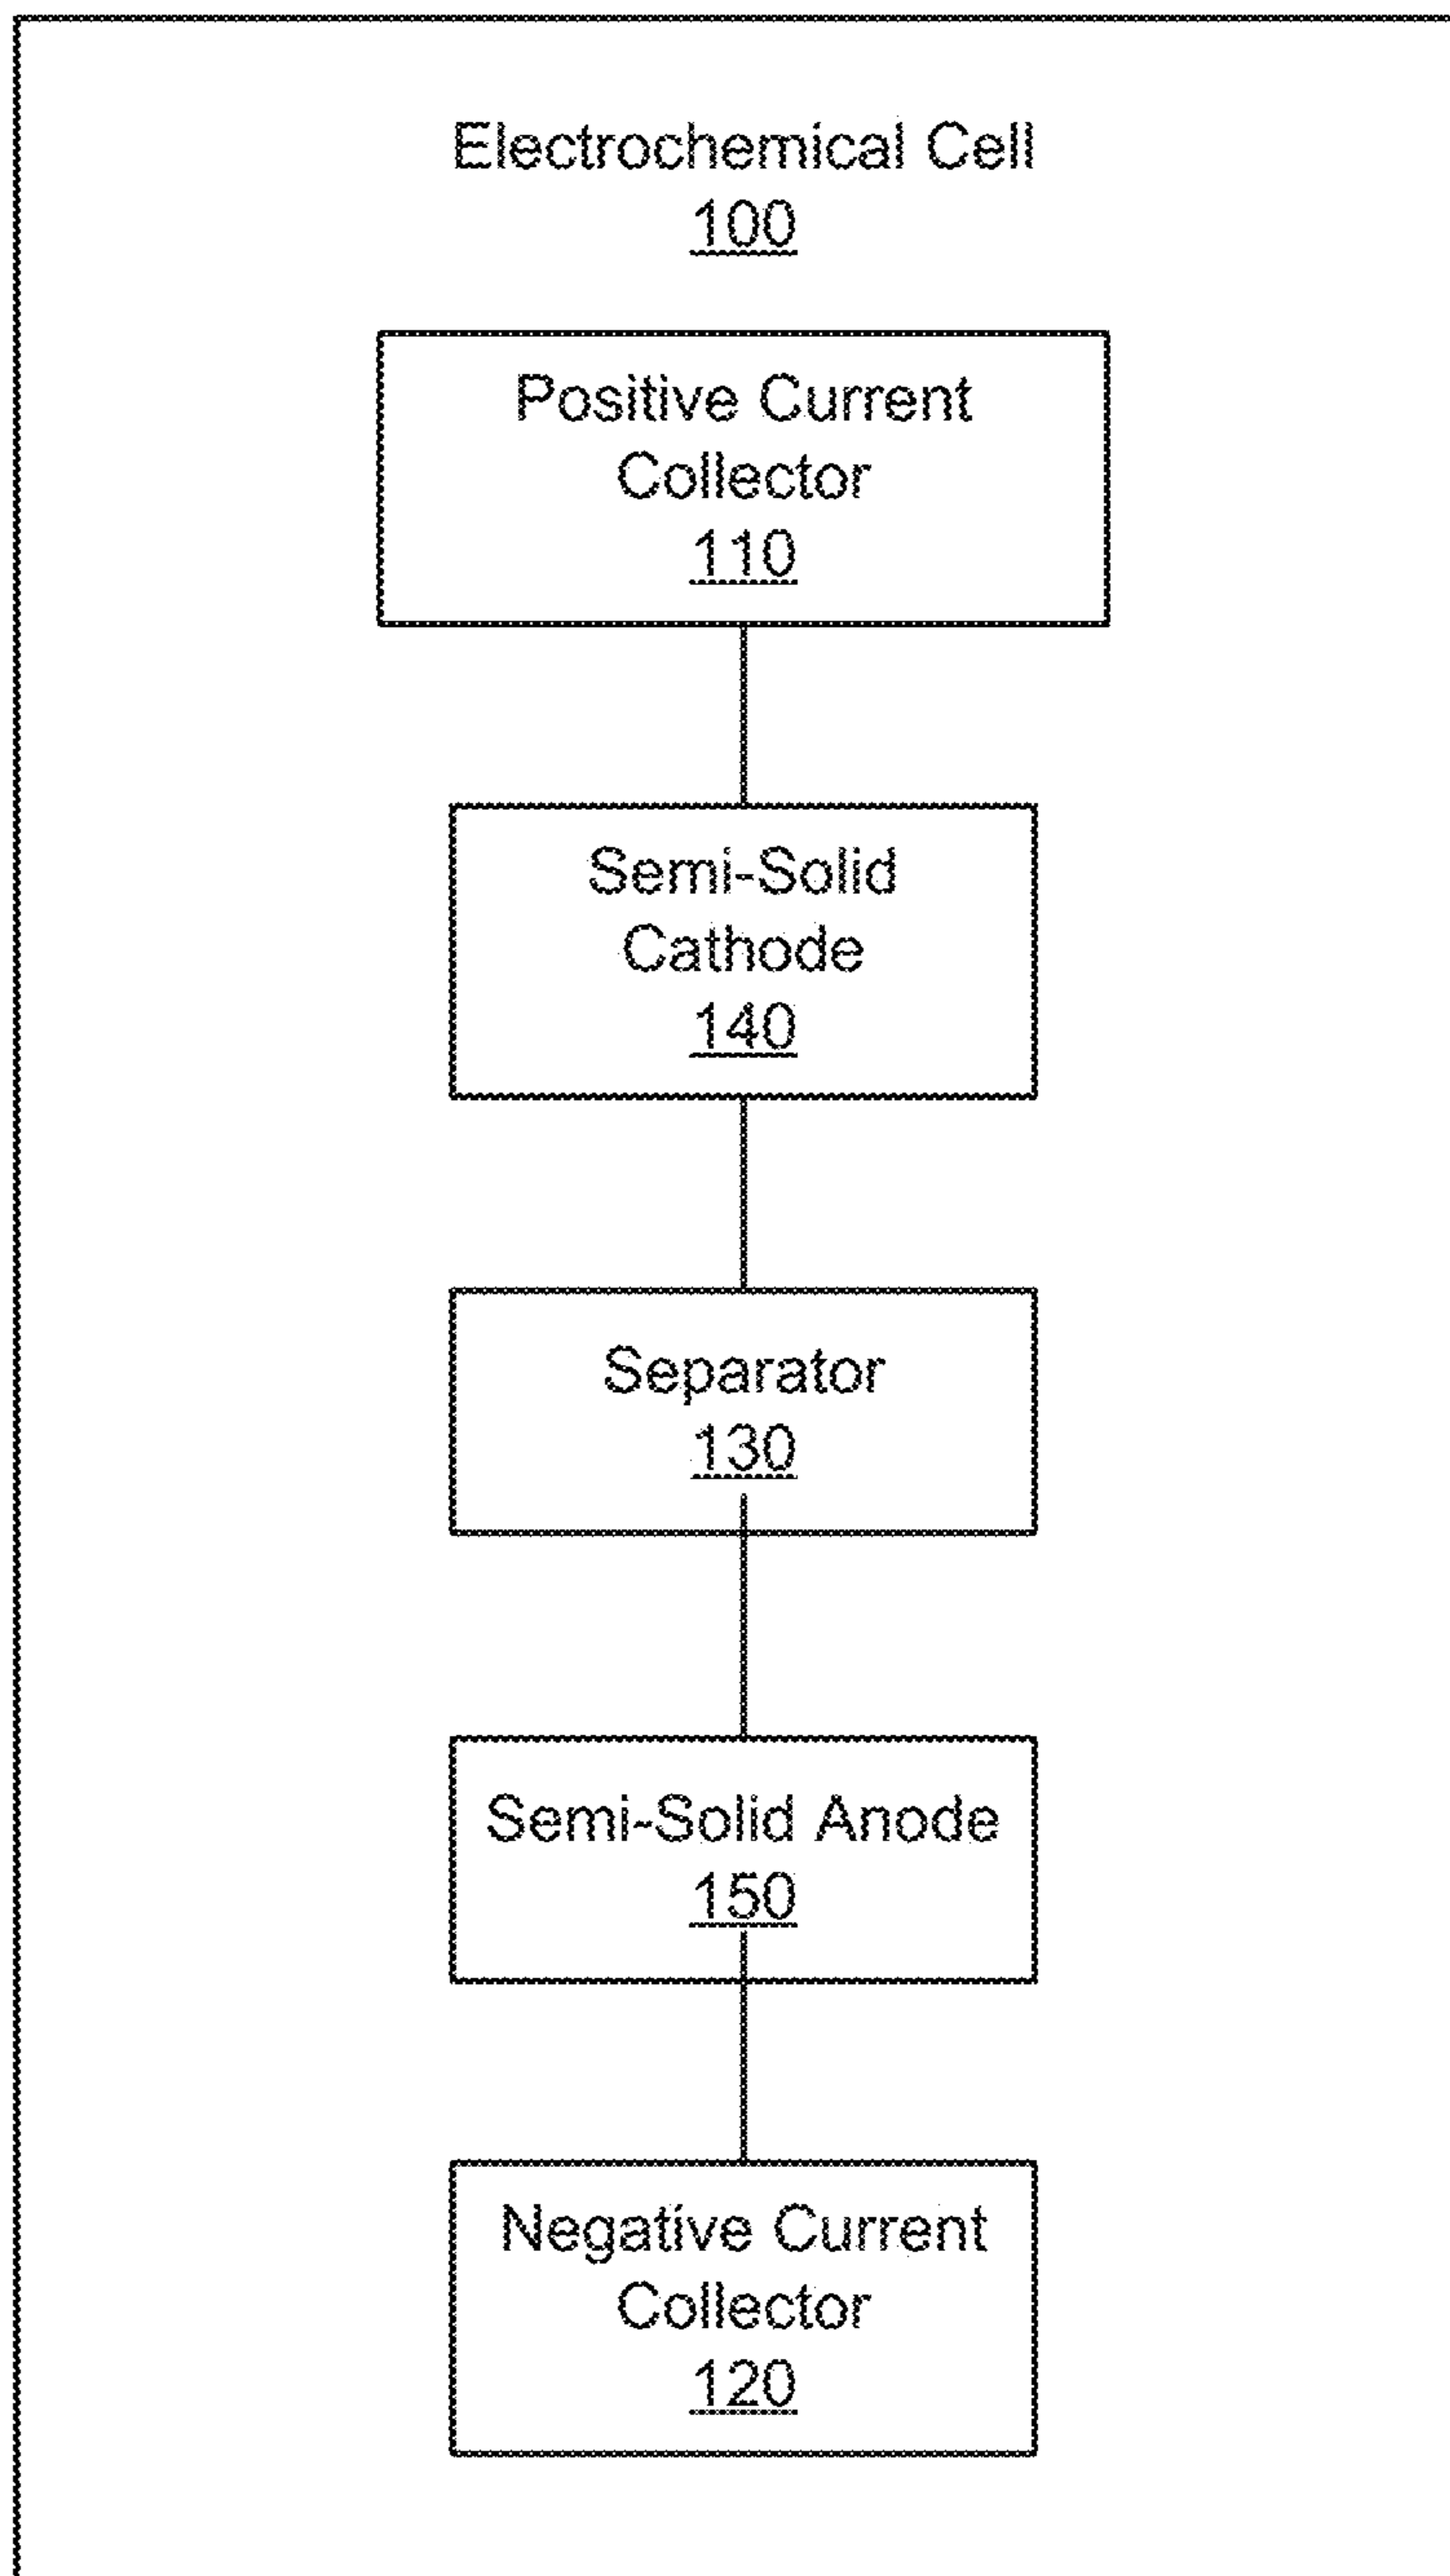 Electrochemical Cell
100
Positive Current
Collector
110
Semi-Solid
Cathode
140
Separator
130
Semi-Solid Anode
150
Negative Current
Collector
120